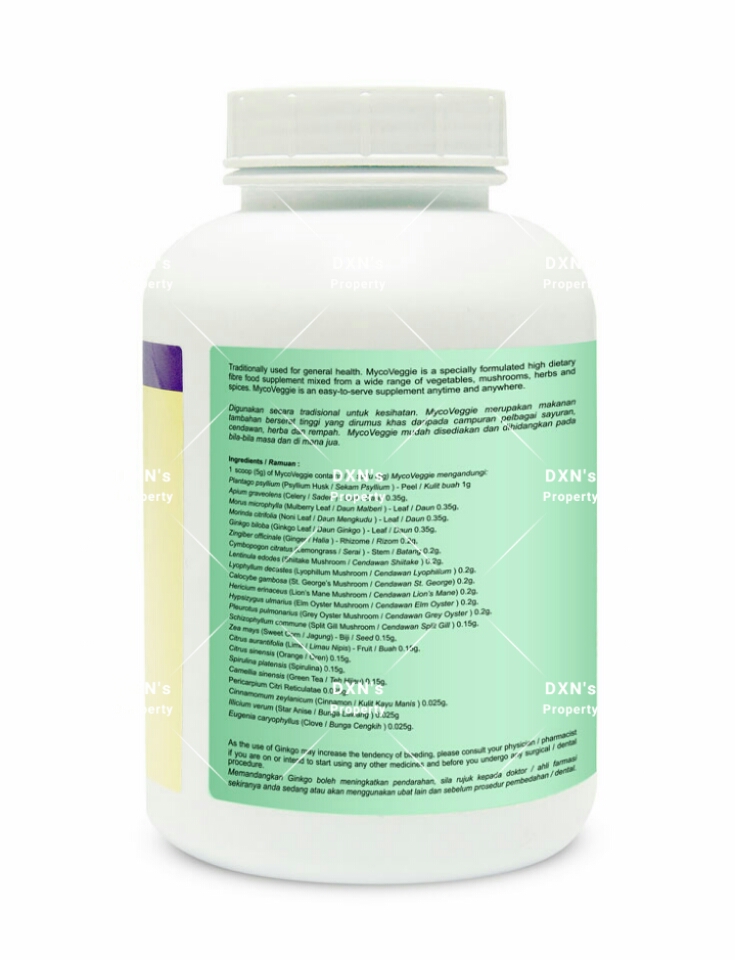 DXN's
Property
DXN's
Property
DXN's
Property
Traditionally used for general health. MycoVeggie is a specially formulated high dietary
fibre food supplement mixed from a wide range of vegetables, mushrooms, herbs and
spices. MycoVeggie is an easy-to-serve supplement anytime and anywhere.
Digunakan secara tradisional untuk kesihatan. MycoVeggie merupakan makanan
tambahan berserat tinggi yang dirumus khas daripada campuran pelbagai sayuran,
cendawan, herba dan rempah. MycoVeggie mudah disediakan dan dihidangkan pada
bila-bila masa dan di mana jua.
Ingredients / Ramuan :
1 scoop (5g) of MycoVeggie MycoVeggie mengandungi:
Plantago psyllium (Psyllium Husk / Sekam Psyllium ) - Peel / Kulit buah 1g
Apium graveolens (Celery / 0.35g,
Morus microphylla (Mulberry Leaf / Daun Malberi ) - Leaf / Daun 0.35g,
Morinda citrifolia (Noni Leaf / Daun Mengkudu ) - Leaf / Daun 0.35g,
Ginkgo biloba (Ginkgo Leaf / Daun Ginkgo ) - Leaf / Daun 0.35g,
Zingiber officinale (Ginger / Halia ) - Rhizome / Rizom 0.2g,
Cymbopogon citratus (Lemongrass / Serai ) - Stem / Batang 0.2g,
Lentinula edodes (Shiitake Mushroom / Cendawan Shiitake ) 0.2g,
Lyophyllum decastes (Lyophillum Mushroom / Cendawan Lyophillum ) 0.2g,
Calocybe gambosa (St. George's Mushroom / Cendawan St. George) 0.2g,
Hericium erinaceus (Lion's Mane Mushroom / Cendawan Lion's Mane) 0.2g,
Hypsizygus ulmarius (Elm Oyster Mushroom / Cendawan Elm Oyster ) 0.2g,
Pleurotus pulmonarius (Grey Oyster Mushroom / Cendawan Grey Oyster ) 0.2g,
Schizophyllum commune (Split Gill Mushroom / Cendawan Split Gill ) 0.15g,
Zea mays (Sweet Corn / Jagung) - Biji / Seed 0.15g,
Citrus aurantifolia (Lime / Limau Nipis) - Fruit / Buah 0.15g,
Citrus sinensis (Orange / Oren) 0.15g,
Spirulina platensis (Spirulina) 0.15g,
Camellia sinensis (Green Tea / Teh Hijau) 0.15g,
Pericarpium Citri Reticulatae
Cinnamomum zeylanicum (Cinnamon / Kulit Kayu Manis ) 0.025g,
Illicium verum (Star Anise / Bunga Lawang ) 0.025g
Eugenia caryophyllus (Clove / Bunga Cengkih ) 0.025g.
As the use of Ginkgo may increase the tendency of bleeding, please consult your physician / pharmacist
if you are on or intend to start using any other medicines and before you undergo any surgical / dental
procedure.
Memandangkan Ginkgo boleh meningkatkan pendarahan, sila rujuk kepada doktor / ahli farmasi
sekiranya anda sedang atau akan menggunakan ubat lain dan sebelum prosedur pembedahan / dental.
DXN's
Property
DXN's
Property
DXN's
Property